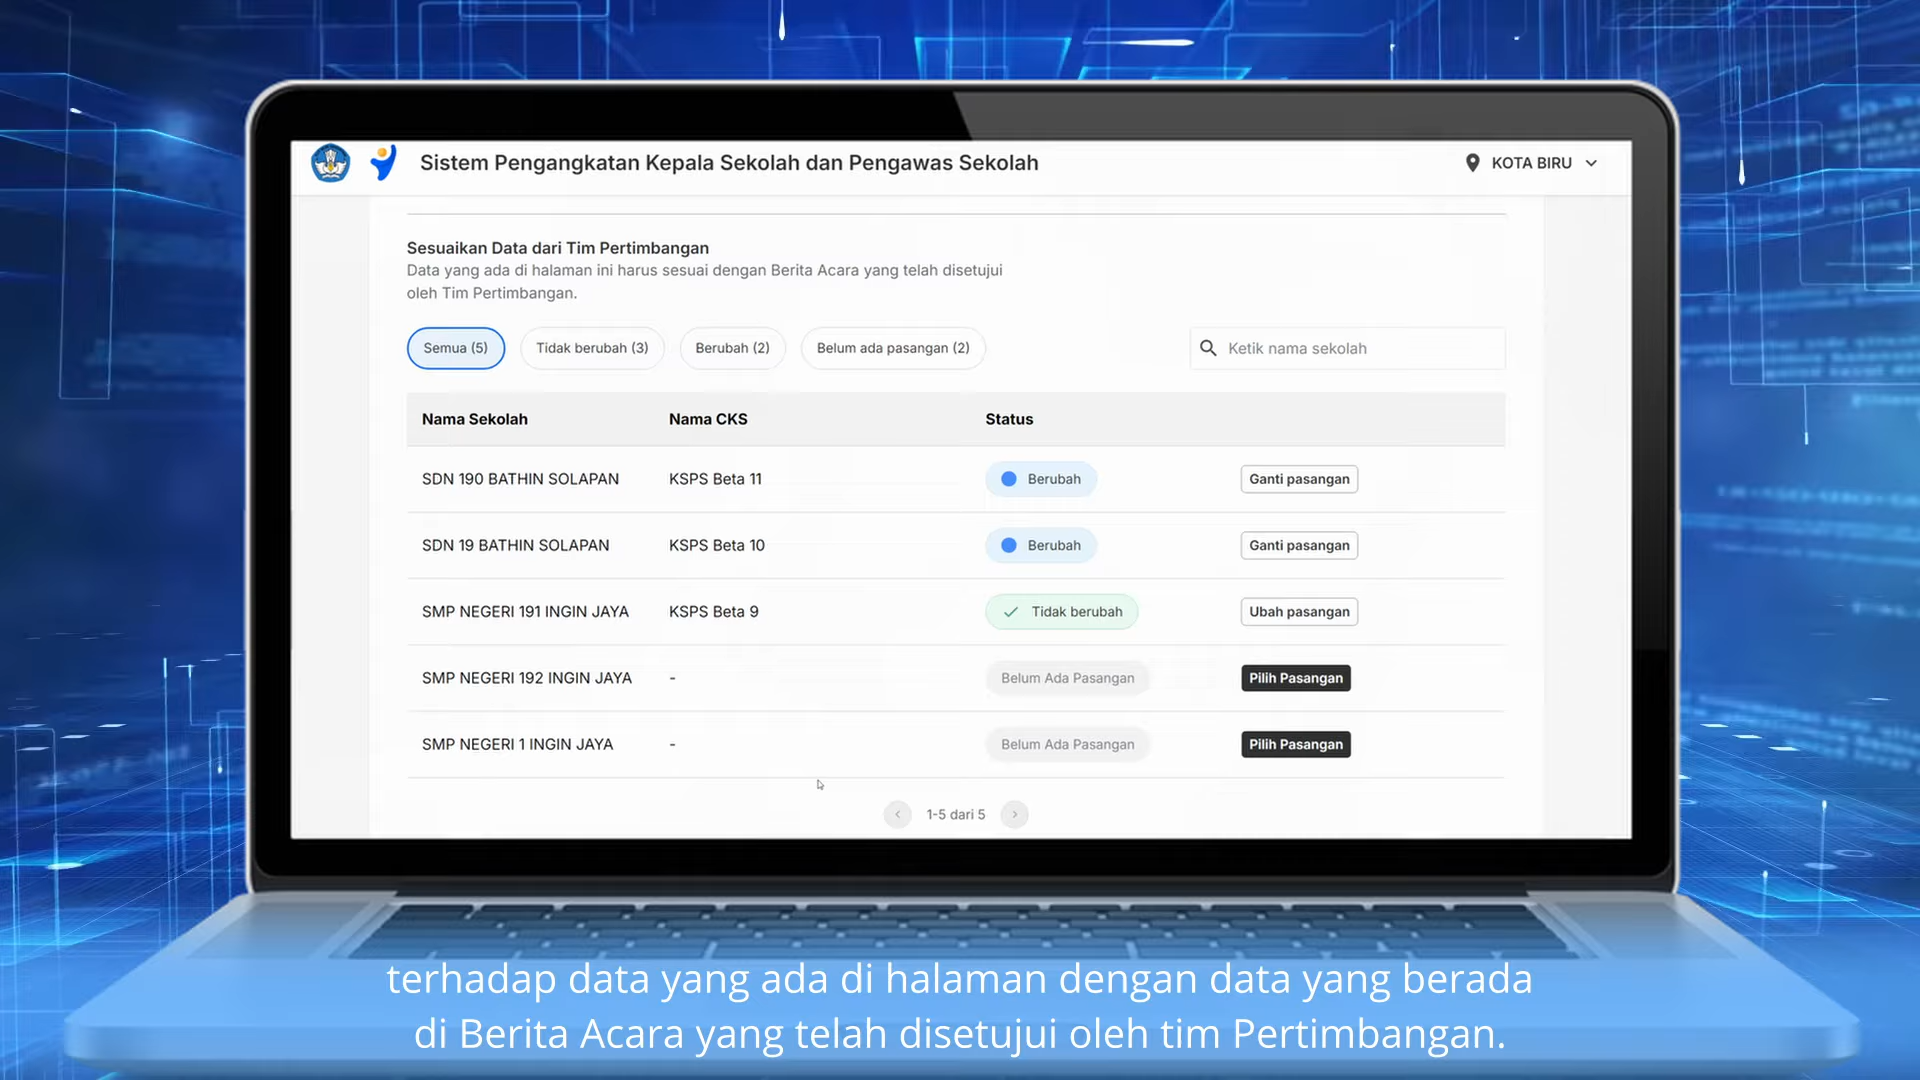 Sistem Pengangkatan Kepala Sekolah dan Pengawas Sekolah
KOTA BIRU
Sesuaikan Data dari Tim Pertimbangan
Data yang ada di halaman ini harus sesuai dengan Berita Acara yang telah disetujui
oleh Tim Pertimbangan.
Semua (5) Tidak berubah (3) Berubah (2) Belum ada pasangan (2) Ketik nama sekolah
Nama Sekolah Nama CKS Status
SDN 190 BATHIN SOLAPAN KSPS Beta 11 Berubah Ganti pasangan
SDN 19 BATHIN SOLAPAN KSPS Beta 10 Berubah Ganti pasangan
SMP NEGERI 191 INGIN JAYA KSPS Beta 9 Tidak berubah Ubah pasangan
SMP NEGERI 192 INGIN JAYA - Belum Ada Pasangan Pilih Pasangan
SMP NEGERI 1 INGIN JAYA - Belum Ada Pasangan Pilih Pasangan
1-5 dari 5
terhadap data yang ada di halaman dengan data yang berada
di Berita Acara yang telah disetujui oleh tim Pertimbangan.